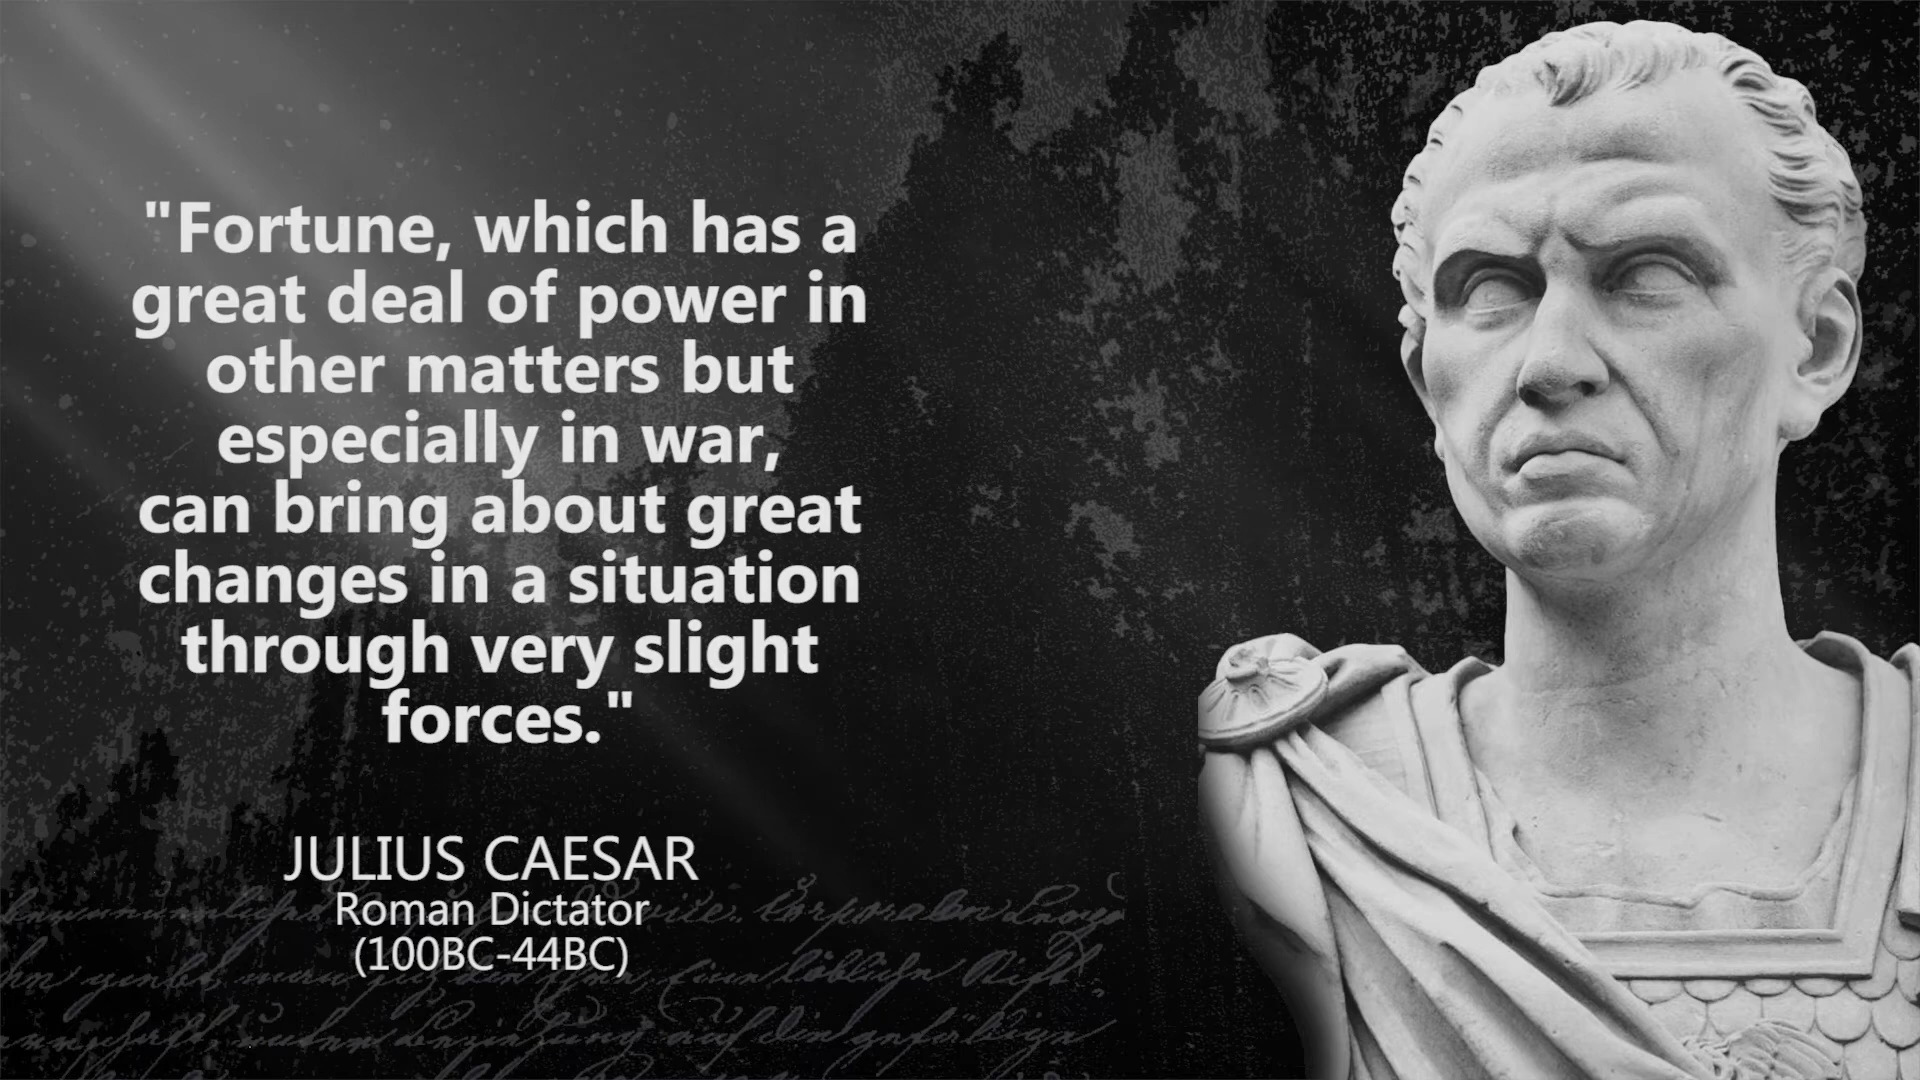 "Fortune, which has a
great deal of power in
other matters but
especially in war,
can bring about great
changes in a situation
through very slight
forces."
JULIUS CAESAR
Roman Dictator
(100BC-44BC)